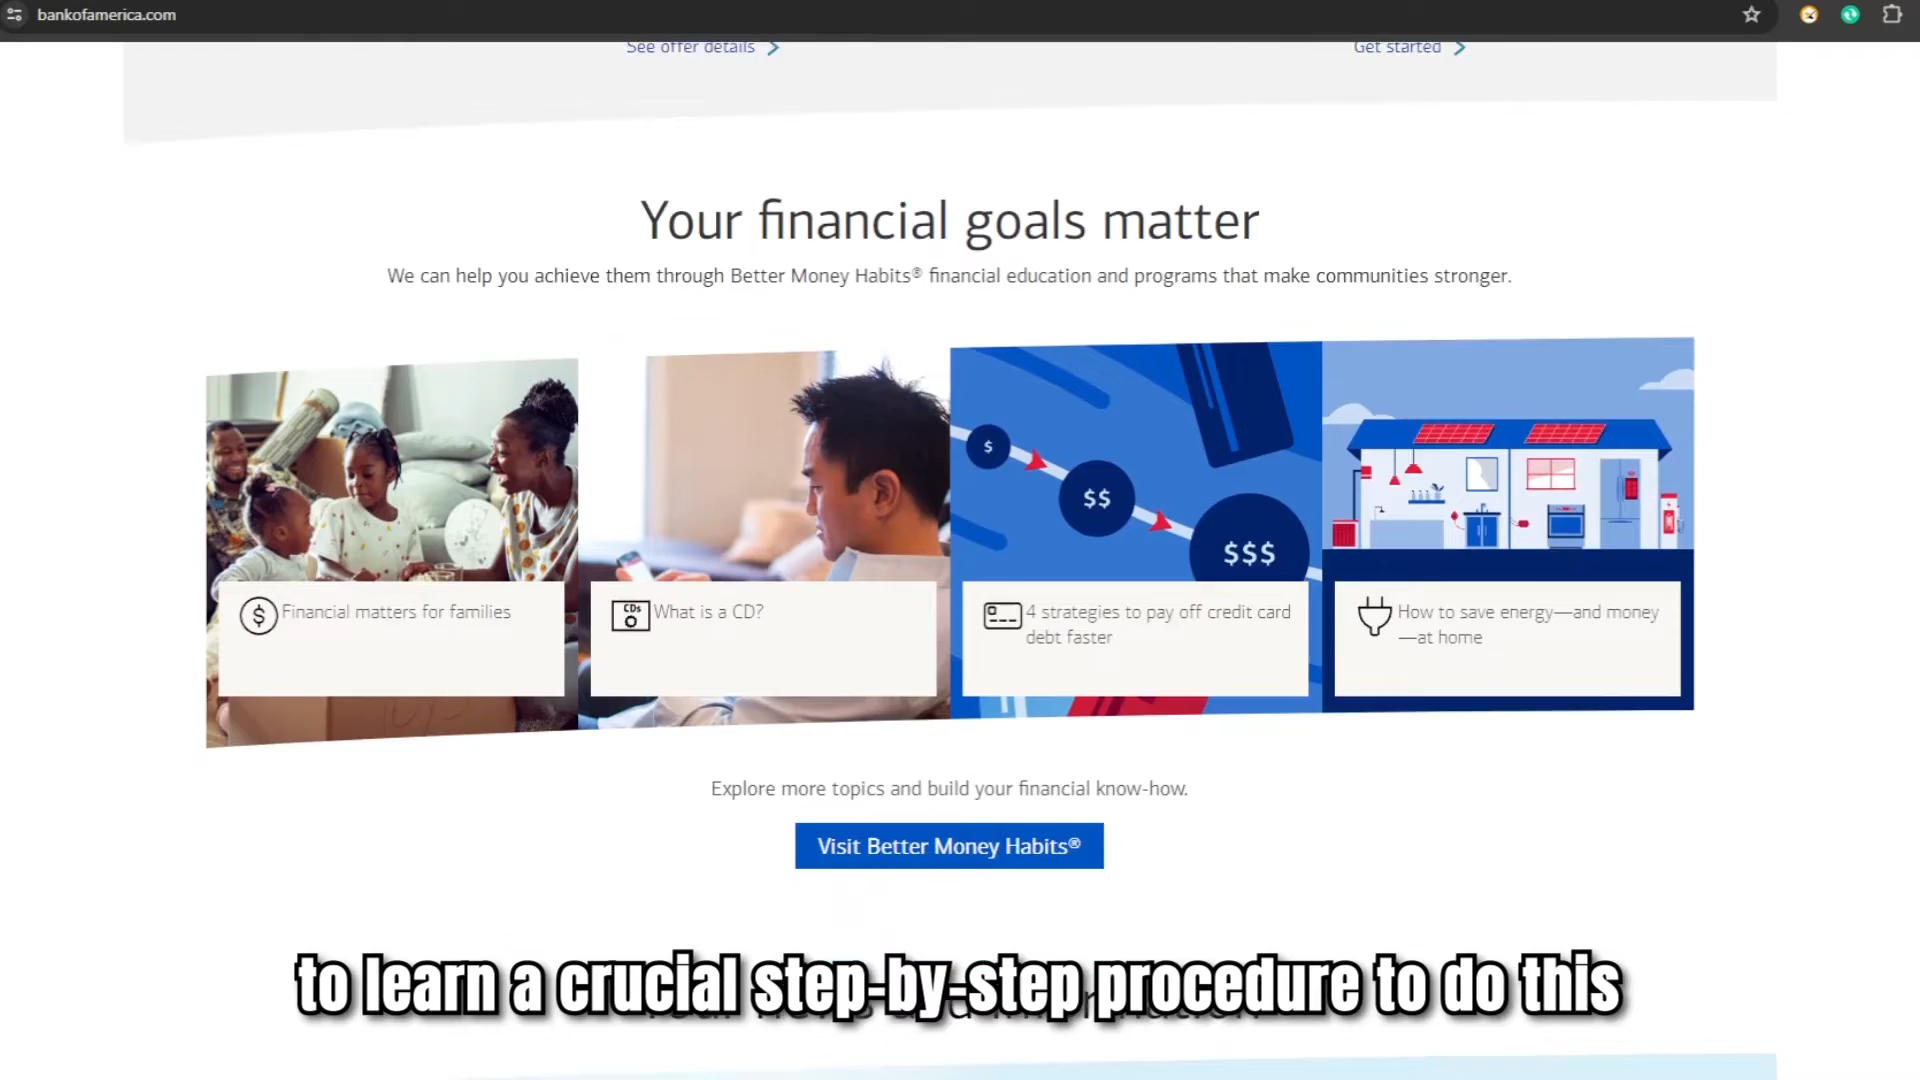 bankofamerica.com
See offer details
Get started
Your financial goals matter
We can help you achieve them through Better Money Habits® financial education and programs that make communities stronger.
$
$$
$$$
$
Financial matters for families
CDs
What is a CD?
4 strategies to pay off credit card
debt faster
How to save energy—and money
—at home
Explore more topics and build your financial know-how.
Visit Better Money Habits®
to learn a crucial step-by-step procedure to do this